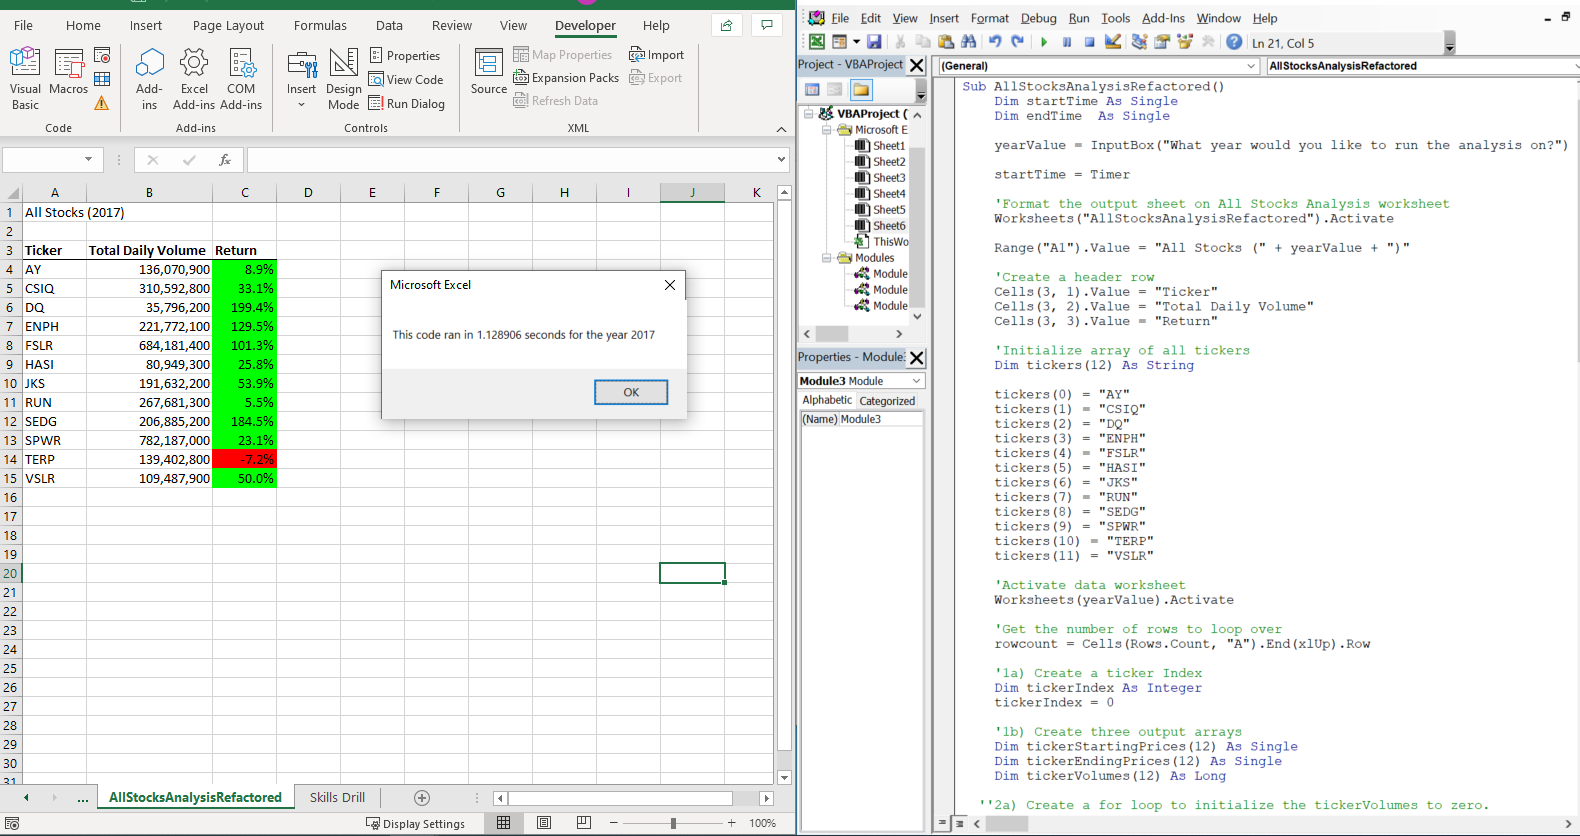 File Home Insert Page Layout Formulas Data Review View Developer Help
Visual Basic
Macros
Code
Add-ins
Excel Add-ins
COM Add-ins
Add-ins
Insert
Design Mode
Properties
View Code
Run Dialog
Controls
Source
Map Properties
Expansion Packs
Refresh Data
Import
Export
XML
fx
A B C D E F G H I J K
1 All Stocks (2017)
2
3 Ticker Total Daily Volume Return
4 AY 136,070,900 8.9%
5 CSIQ 310,592,800 33.1%
6 DQ 35,796,200 199.4%
7 ENPH 221,772,100 129.5%
8 FSLR 684,181,400 101.3%
9 HASI 80,949,300 25.8%
10 JKS 191,632,200 53.9%
11 RUN 267,681,300 5.5%
12 SEDG 206,885,200 184.5%
13 SPWR 782,187,000 23.1%
14 TERP 139,402,800 -7.2%
15 VSLR 109,487,900 50.0%
16
17
18
19
20
21
22
23
24
25
26
27
28
29
30
31
Microsoft Excel
This code ran in 1.128906 seconds for the year 2017
OK
... AllStocksAnalysisRefactored Skills Drill
Display Settings 100%
File Edit View Insert Format Debug Run Tools Add-Ins Window Help
Ln 21, Col 5
Project - VBAProject
VBAProject (
Microsoft E
Sheet1
Sheet2
Sheet3
Sheet4
Sheet5
Sheet6
ThisWo
Modules
Module
Module
Module
Properties - Module3
Module3 Module
Alphabetic Categorized
(Name) Module3
(General) AllStocksAnalysisRefactored
Sub AllStocksAnalysisRefactored()
Dim startTime As Single
Dim endTime As Single
yearValue = InputBox("What year would you like to run the analysis on?")
startTime = Timer
'Format the output sheet on All Stocks Analysis worksheet
Worksheets("AllStocksAnalysisRefactored").Activate
Range("A1").Value = "All Stocks (" + yearValue + ")"
'Create a header row
Cells(3, 1).Value = "Ticker"
Cells(3, 2).Value = "Total Daily Volume"
Cells(3, 3).Value = "Return"
'Initialize array of all tickers
Dim tickers(12) As String
tickers(0) = "AY"
tickers(1) = "CSIQ"
tickers(2) = "DQ"
tickers(3) = "ENPH"
tickers(4) = "FSLR"
tickers(5) = "HASI"
tickers(6) = "JKS"
tickers(7) = "RUN"
tickers(8) = "SEDG"
tickers(9) = "SPWR"
tickers(10) = "TERP"
tickers(11) = "VSLR"
'Activate data worksheet
Worksheets(yearValue).Activate
'Get the number of rows to loop over
rowcount = Cells(Rows.Count, "A").End(xlUp).Row
'1a) Create a ticker Index
Dim tickerIndex As Integer
tickerIndex = 0
'1b) Create three output arrays
Dim tickerStartingPrices(12) As Single
Dim tickerEndingPrices(12) As Single
Dim tickerVolumes(12) As Long
''2a) Create a for loop to initialize the tickerVolumes to zero.